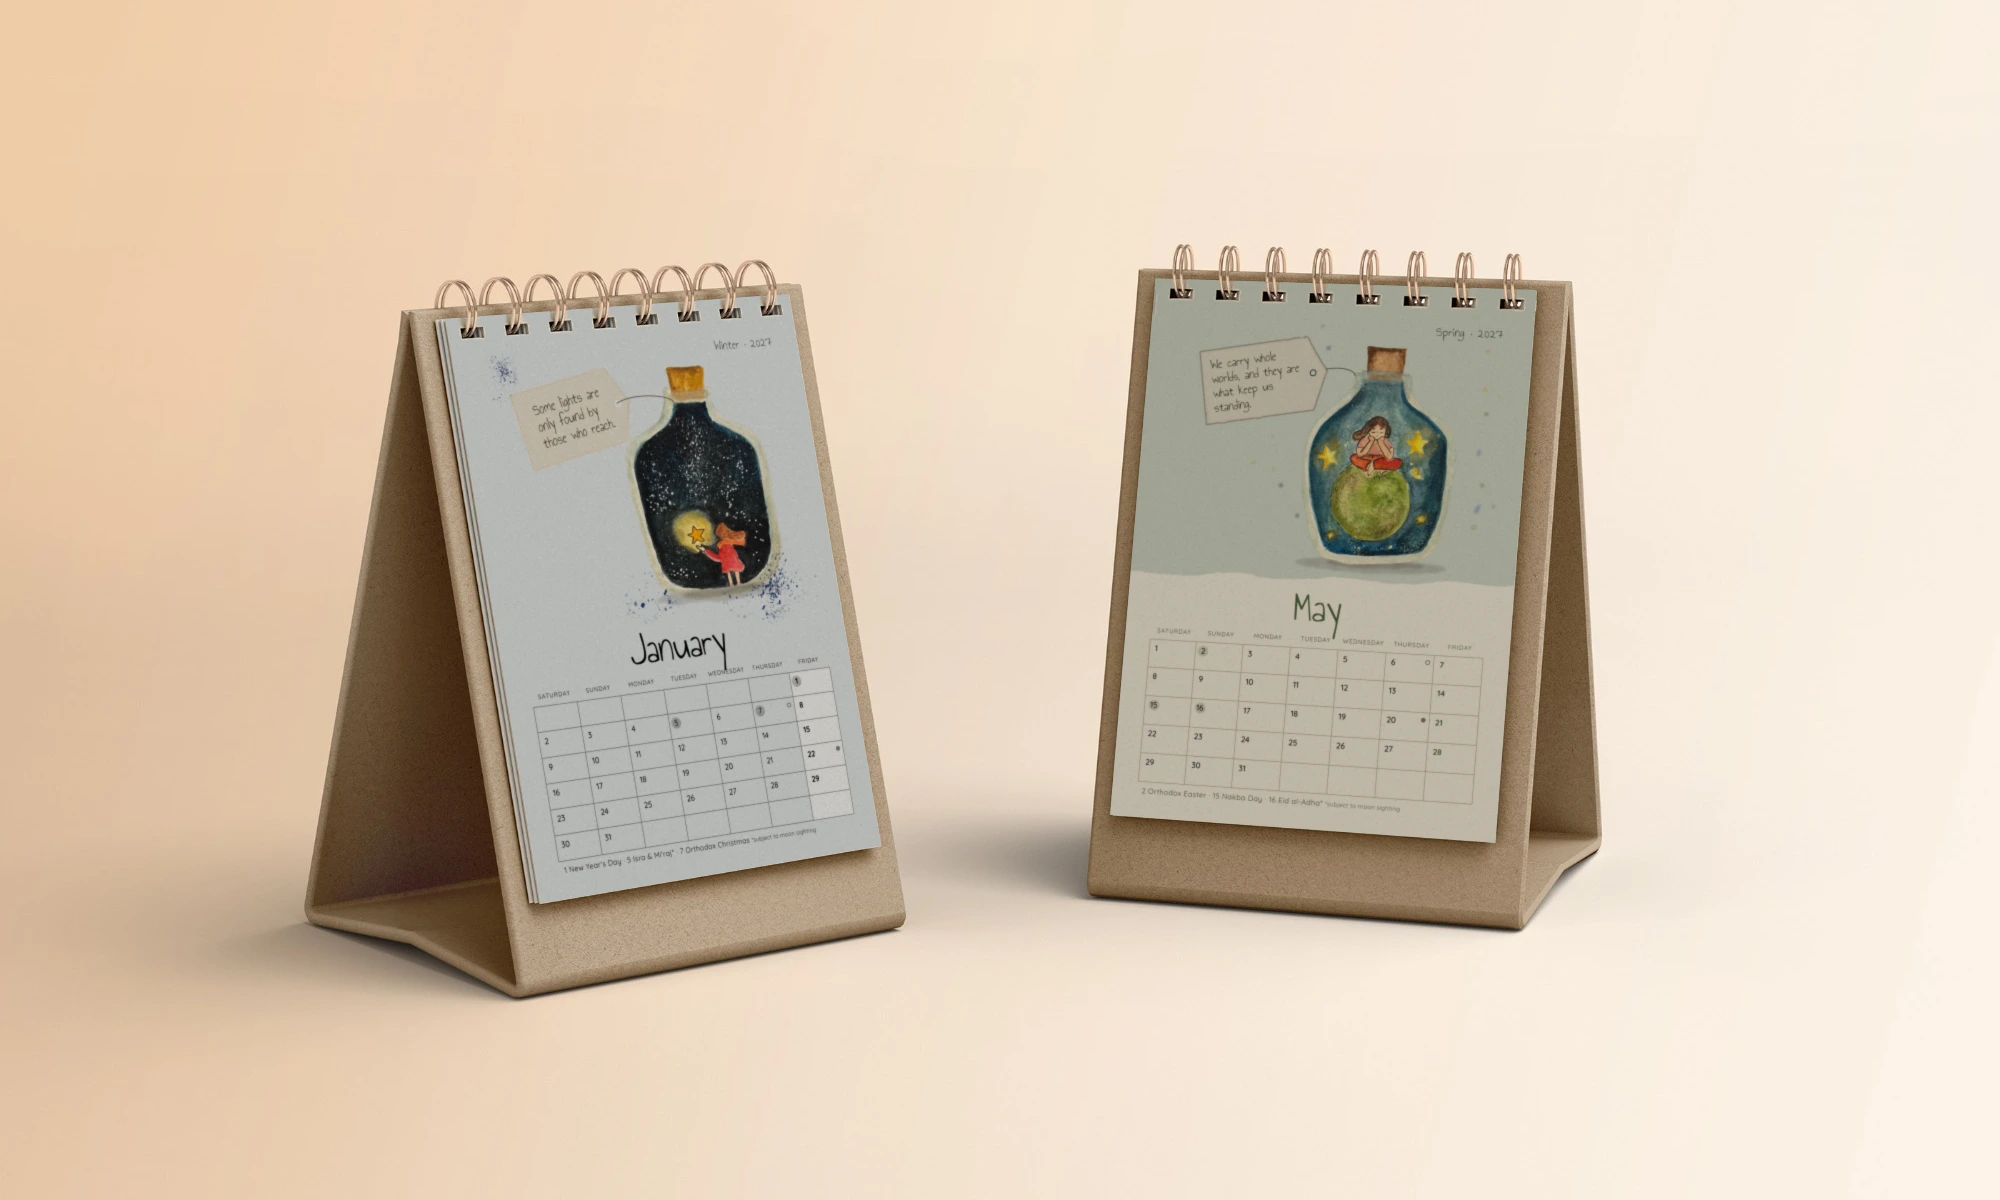 Winter - 2027
Some lights are
only found by
those who reach.
January
SATURDAY SUNDAY MONDAY TUESDAY WEDNESDAY THURSDAY FRIDAY
1
2 3 4 5 6 7 8
9 10 11 12 13 14 15
16 17 18 19 20 21 22
23 24 25 26 27 28 29
30 31
1 New Year's Day · 5 Isra & Mi'raj* · 7 Orthodox Christmas *subject to moon sighting
Spring - 2027
We carry whole
worlds, and they are
what keep us
standing.
May
SATURDAY SUNDAY MONDAY TUESDAY WEDNESDAY THURSDAY FRIDAY
1 2 3 4 5 6 7
8 9 10 11 12 13 14
15 16 17 18 19 20 21
22 23 24 25 26 27 28
29 30 31
2 Orthodox Easter · 15 Nakba Day · 16 Eid al-Adha* *subject to moon sighting